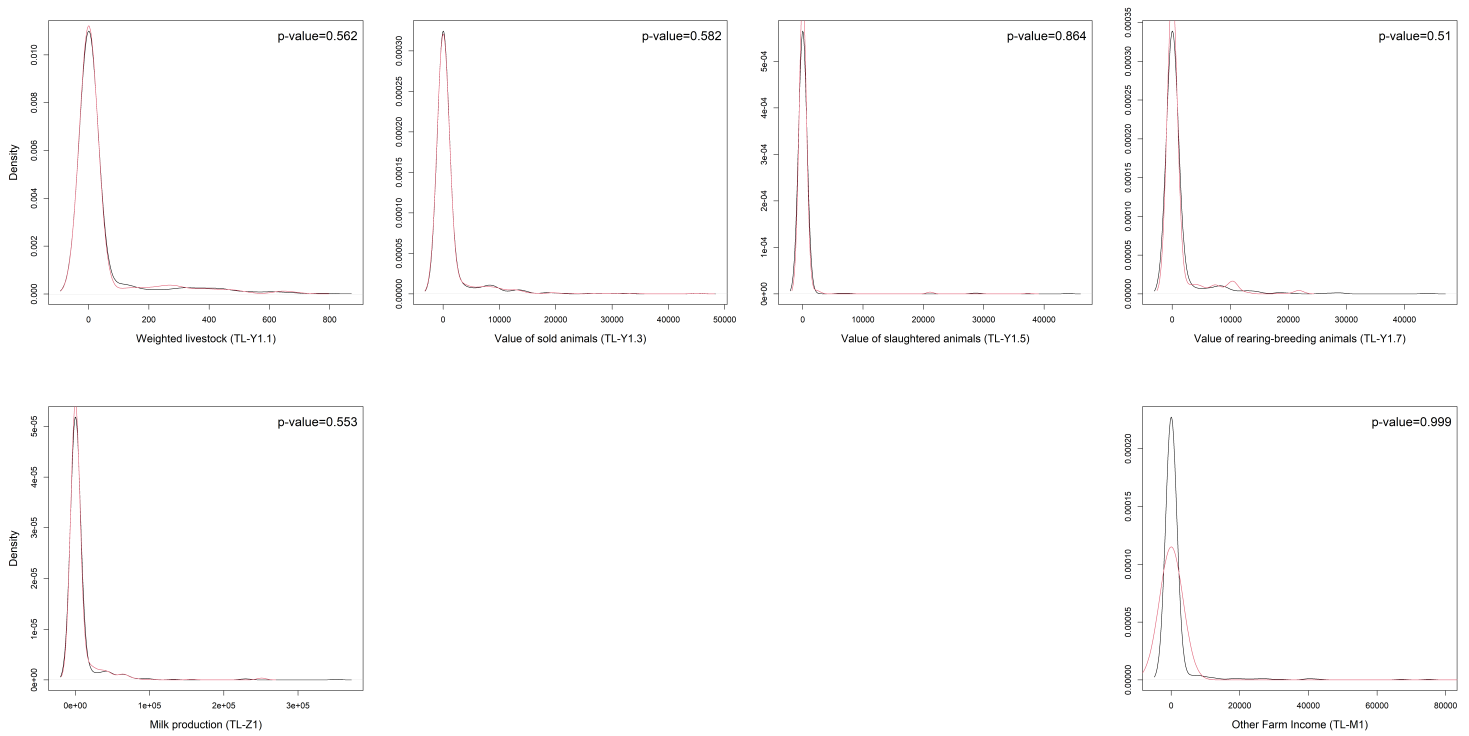 p-value=0.562
Density
0.000
0.002
0.004
0.006
0.008
0.010
0
200
400
600
800
Weighted livestock (TL-Y1.1)
p-value=0.582
0.00000
0.00005
0.00010
0.00015
0.00020
0.00025
0.00030
0
10000
20000
30000
40000
50000
Value of sold animals (TL-Y1.3)
p-value=0.864
0e+00
1e-04
2e-04
3e-04
4e-04
5e-04
0
10000
20000
30000
40000
Value of slaughtered animals (TL-Y1.5)
p-value=0.51
0.00000
0.00005
0.00010
0.00015
0.00020
0.00025
0.00030
0.00035
0
10000
20000
30000
40000
Value of rearing-breeding animals (TL-Y1.7)
p-value=0.553
Density
0e+00
1e-05
2e-05
3e-05
4e-05
5e-05
0e+00
1e+05
2e+05
3e+05
Milk production (TL-Z1)
p-value=0.999
0.00000
0.00005
0.00010
0.00015
0.00020
0
20000
40000
60000
80000
Other Farm Income (TL-M1)